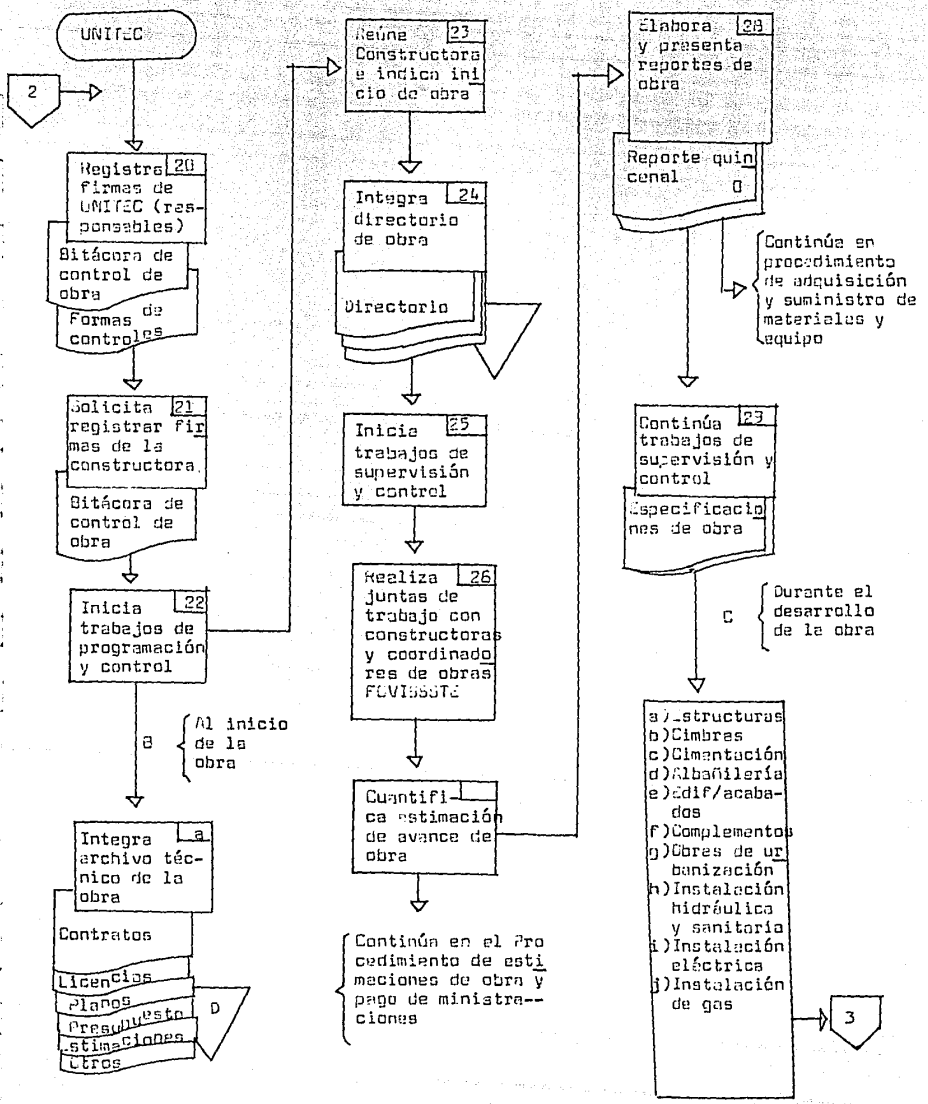 UNITEC
2
Registra 20
firmas de
UNITEC (res-
ponsables)
Bitácora de
control de
obra
Formas de
controles
Solicita 21
registrar fir
mas de la
constructora.
Bitácora de
control de
obra
Inicia 22
trabajos de
programación
y control
B
Al inicio
de la
obra
Integra a
archivo téc-
nico de la
obra
Contratos
Licencias
Planos
Presupuesto
Estimaciones
Otros
D
Reúne 23
Constructora
e indica ini
cio de obra
Integra 24
directorio
de obra
Directorio
Inicia 25
trabajos de
supervisión
y control
Realiza 26
juntas de
trabajo con
constructoras
y coordinado
res de obras
FOVISSSTE
Cuantifi-
ca estimación
de avance de
obra
Continúa en el Pro
cedimiento de esti
maciones de obra y
pago de ministra--
ciones
Elabora 28
y presenta
reportes de
obra
Reporte quin
cenal
0
Continúa en
procedimiento
de adquisición
y suministro de
materiales y
equipo
Continúa 29
trabajos de
supervisión y
control
Especificacio
nes de obra
C
Durante el
desarrollo
de la obra
a)Estructuras
b)Cimbras
c)Cimentación
d)Albañilería
e)Edif/acaba-
dos
f)Complementos
g)Obras de ur
banización
h)Instalación
hidráulica
y sanitaria
i)Instalación
eléctrica
j)Instalación
de gas
3